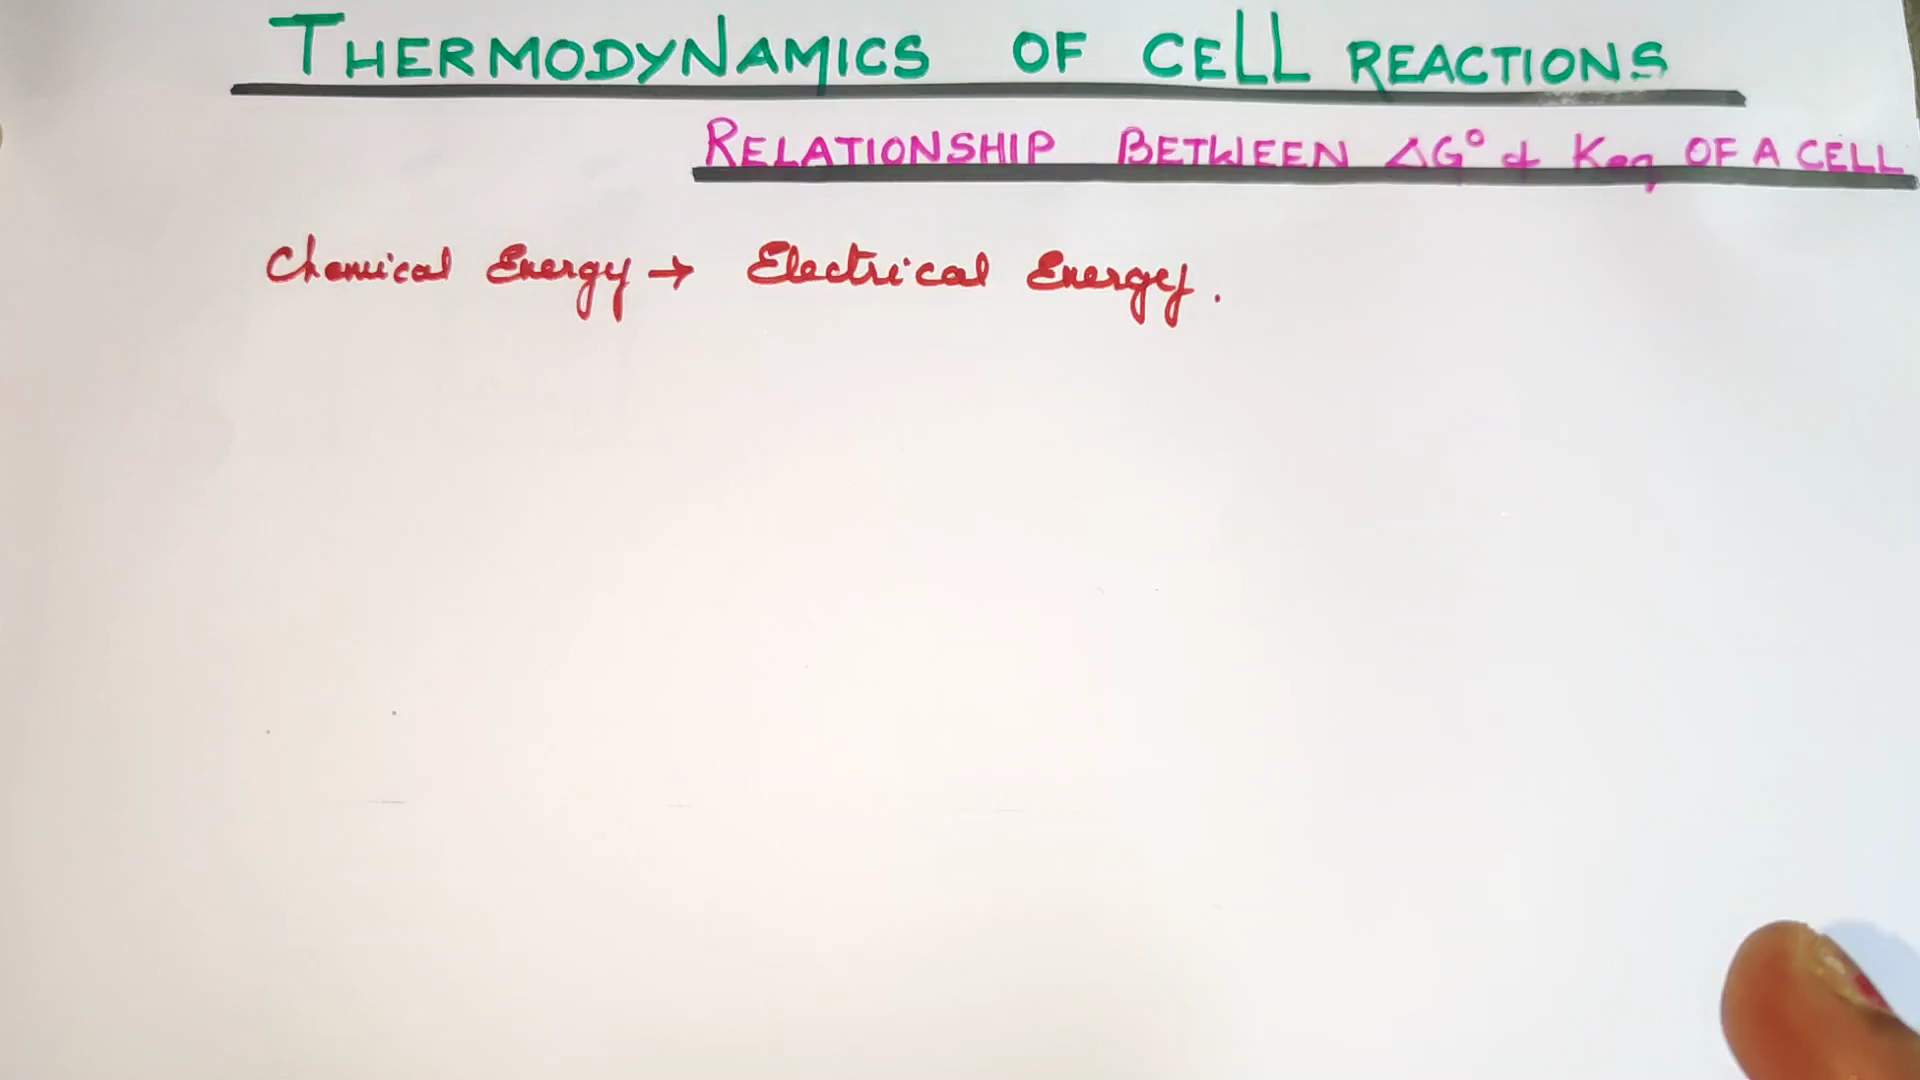 THERMODYNAMICS OF CELL REACTIONS
RELATIONSHIP BETWEEN ΔG° & Keq OF A CELL
Chemical Energy → Electrical Energy.